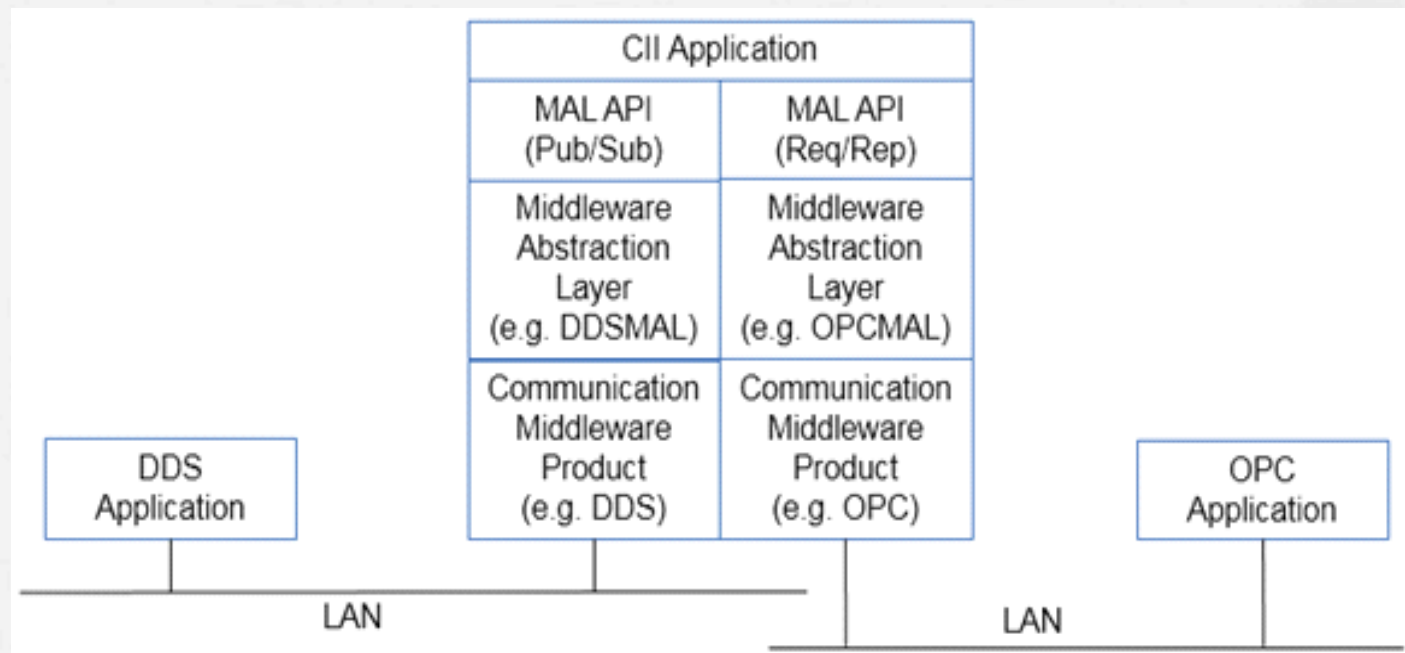 CII Application
MAL API
(Pub/Sub)
MAL API
(Req/Rep)
Middleware
Abstraction
Layer
(e.g. DDSMAL)
Middleware
Abstraction
Layer
(e.g. OPCMAL)
Communication
Middleware
Product
(e.g. DDS)
Communication
Middleware
Product
(e.g. OPC)
DDS
Application
OPC
Application
LAN
LAN